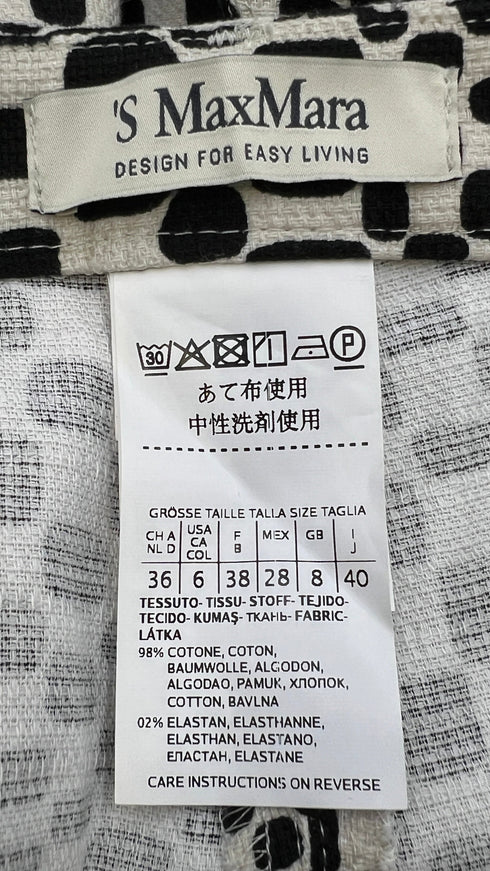 'S MaxMara
DESIGN FOR EASY LIVING
30 P
あて布使用
中性洗剤使用
GRÖSSE TAILLE TALLA SIZE TAGLIA
CH A NL D USA CA COL F B MEX GB I J
36 6 38 28 8 40
TESSUTO- TISSU- STOFF- TEJIDO-
TECIDO- KUMAŞ- ТКАНЬ- FABRIC-
LÁTKA
98% COTONE, COTON,
BAUMWOLLE, ALGODON,
ALGODAO, PAMUK, ХЛОПОК,
COTTON, BAVLNA
02% ELASTAN, ELASTHANNE,
ELASTHAN, ELASTANO,
ЕЛАСТАН, ELASTANE
CARE INSTRUCTIONS ON REVERSE